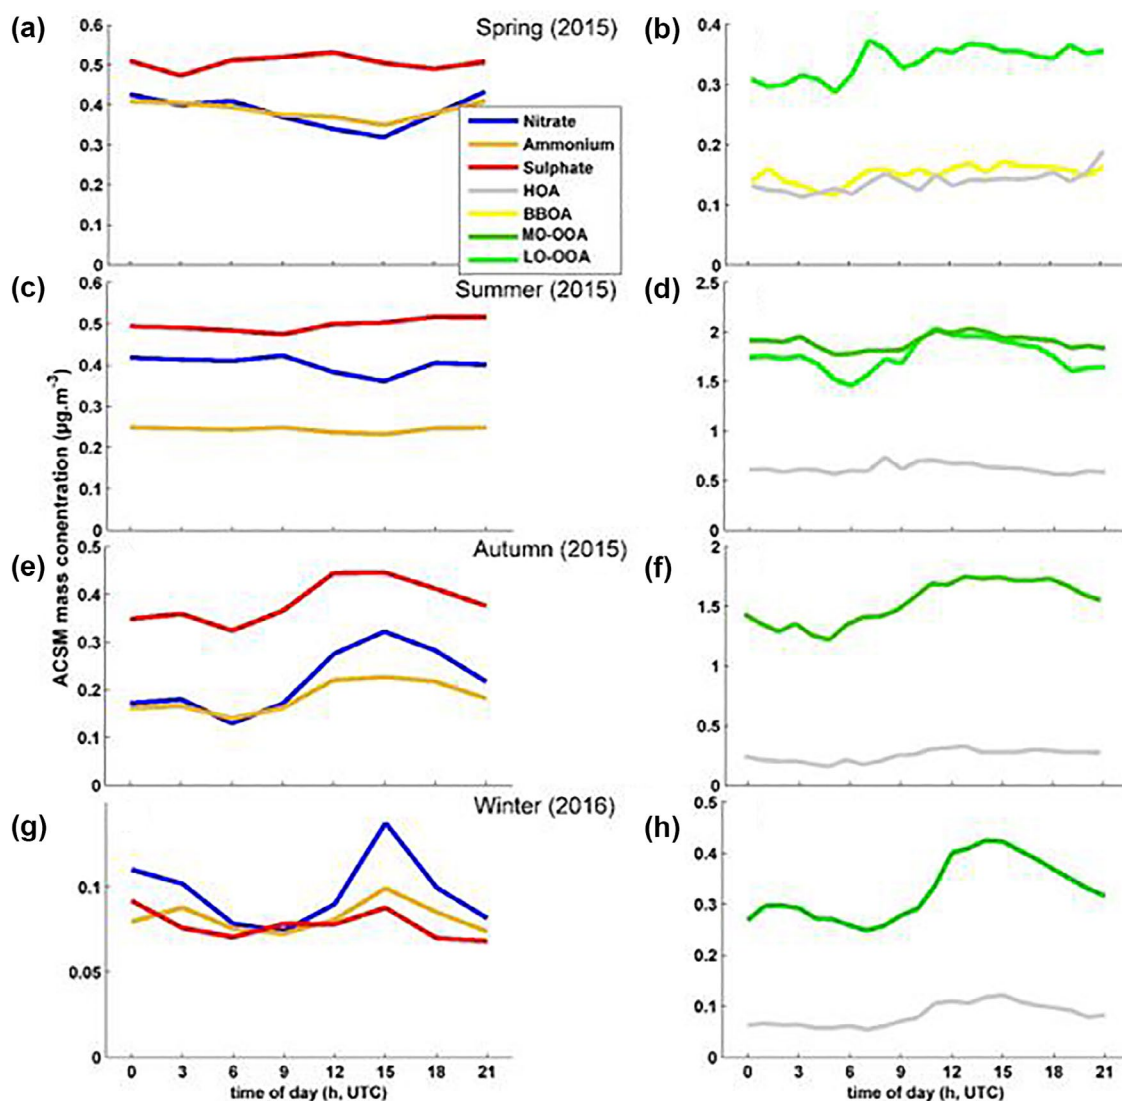 (a)
Spring (2015)
(b)
0.6
0.5
0.4
0.3
0.2
0.1
0
0.4
0.3
0.2
0.1
0
Nitrate
Ammonium
Sulphate
HOA
BBOA
MO-OOA
LO-OOA
(c)
Summer (2015)
(d)
0.6
0.5
0.4
0.3
0.2
0.1
0
2.5
2
1.5
1
0.5
0
ACSM mass conentration (µg.m-3)
(e)
Autumn (2015)
(f)
0.5
0.4
0.3
0.2
0.1
0
2
1.5
1
0.5
0
(g)
Winter (2016)
(h)
0.1
0.05
0
0.5
0.4
0.3
0.2
0.1
0
0 3 6 9 12 15 18 21
0 3 6 9 12 15 18 21
time of day (h, UTC)
time of day (h, UTC)